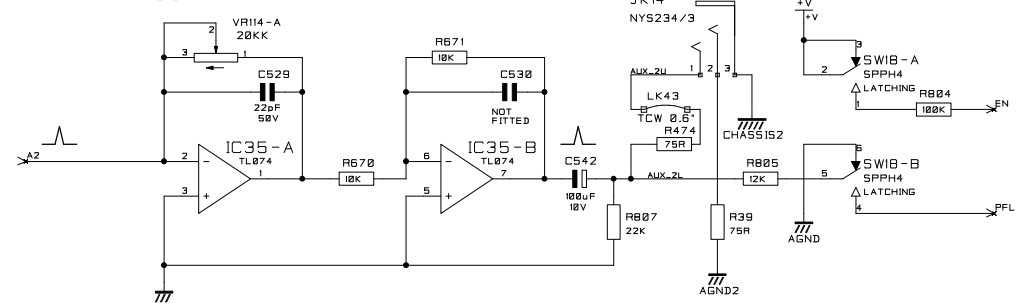 VR114-A
20KK
2
3
1
C529
22pF
50V
A2
2
3
1
IC35-A
TL074
R670
10K
R671
10K
C530
NOT
FITTED
IC35-B
TL074
6
5
7
C542
100uF
10V
R807
22K
NYS234/3
1
2
3
AUX_2U
LK43
TCW 0.6"
R474
75R
AUX_2L
CHASSIS2
R39
75R
AGND2
R805
12K
+V
+V
3
2
1
SW18-A
SPPH4
LATCHING
R804
100K
EN
6
5
4
SW18-B
SPPH4
LATCHING
AGND
PFL